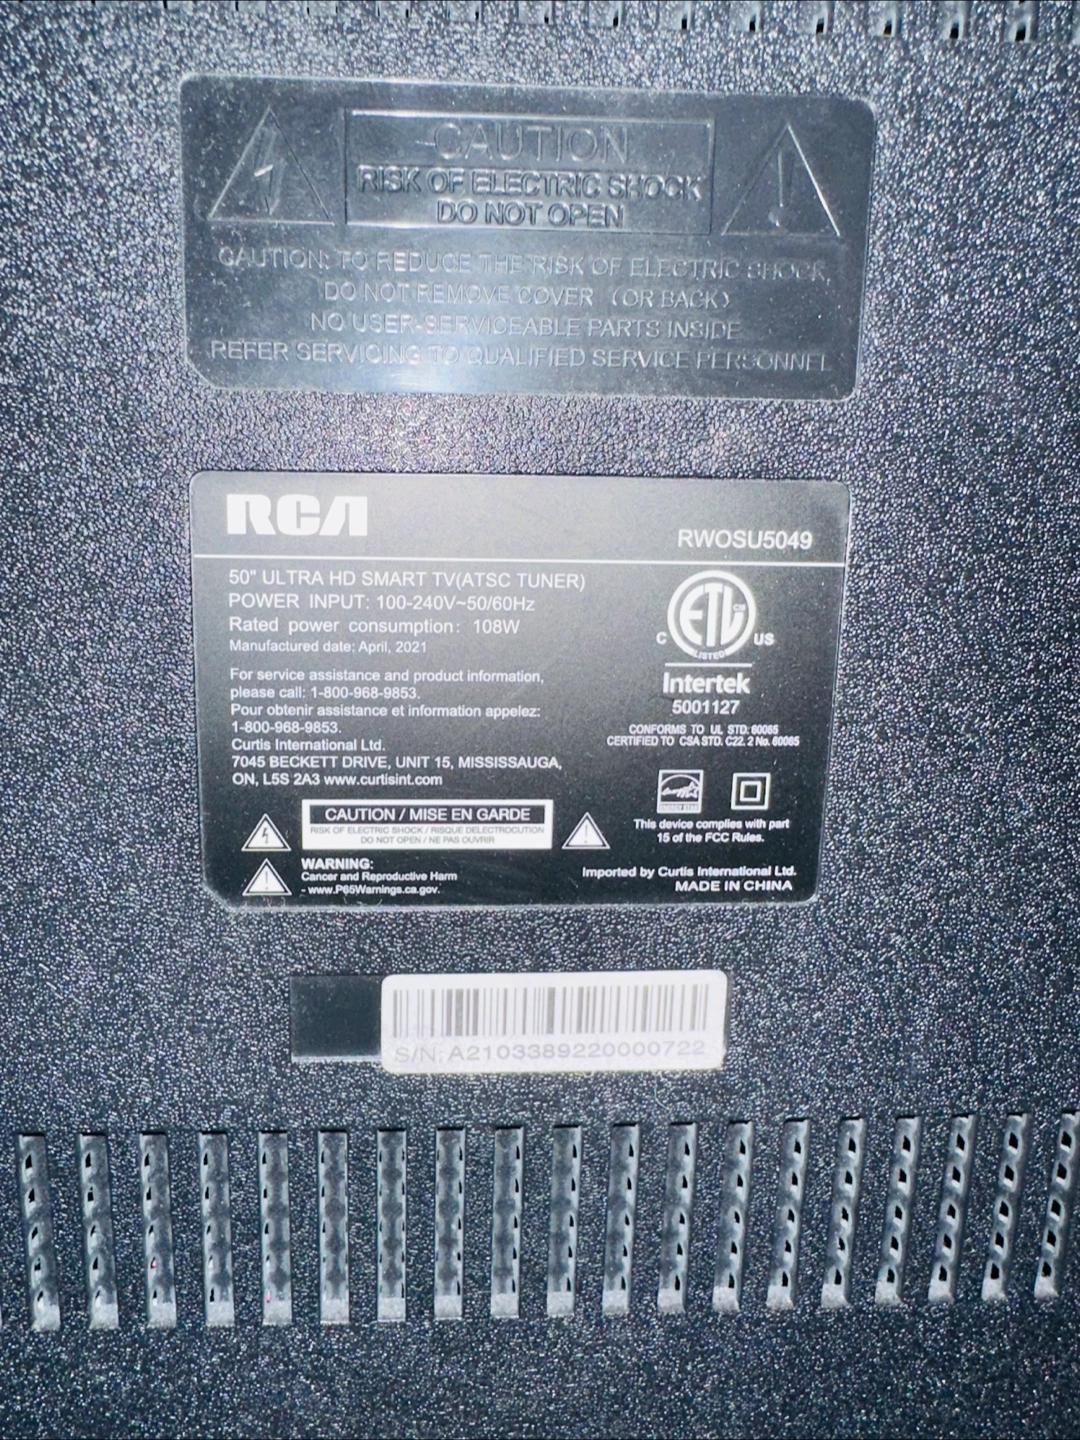 CAUTION
RISK OF ELECTRIC SHOCK
DO NOT OPEN
CAUTION: TO REDUCE THE RISK OF ELECTRIC SHOCK,
DO NOT REMOVE COVER (OR BACK)
NO USER-SERVICEABLE PARTS INSIDE
REFER SERVICING TO QUALIFIED SERVICE PERSONNEL
RCA
RWOSU5049
50" ULTRA HD SMART TV(ATSC TUNER)
POWER INPUT: 100-240V~50/60Hz
Rated power consumption: 108W
Manufactured date: April, 2021
For service assistance and product information,
please call: 1-800-968-9853.
Pour obtenir assistance et information appelez:
1-800-968-9853.
Curtis International Ltd.
7045 BECKETT DRIVE, UNIT 15, MISSISSAUGA,
ON, L5S 2A3 www.curtisint.com
ETL CM
C US
LISTED
Intertek
5001127
CONFORMS TO UL STD. 60065
CERTIFIED TO CSA STD. C22. 2 No. 60065
ENERGY STAR
This device complies with part
15 of the FCC Rules.
CAUTION / MISE EN GARDE
RISK OF ELECTRIC SHOCK / RISQUE DELECTROCUTION
DO NOT OPEN / NE PAS OUVRIR
WARNING:
Cancer and Reproductive Harm
- www.P65Warnings.ca.gov.
Imported by Curtis International Ltd.
MADE IN CHINA
S/N: A2103389220000722